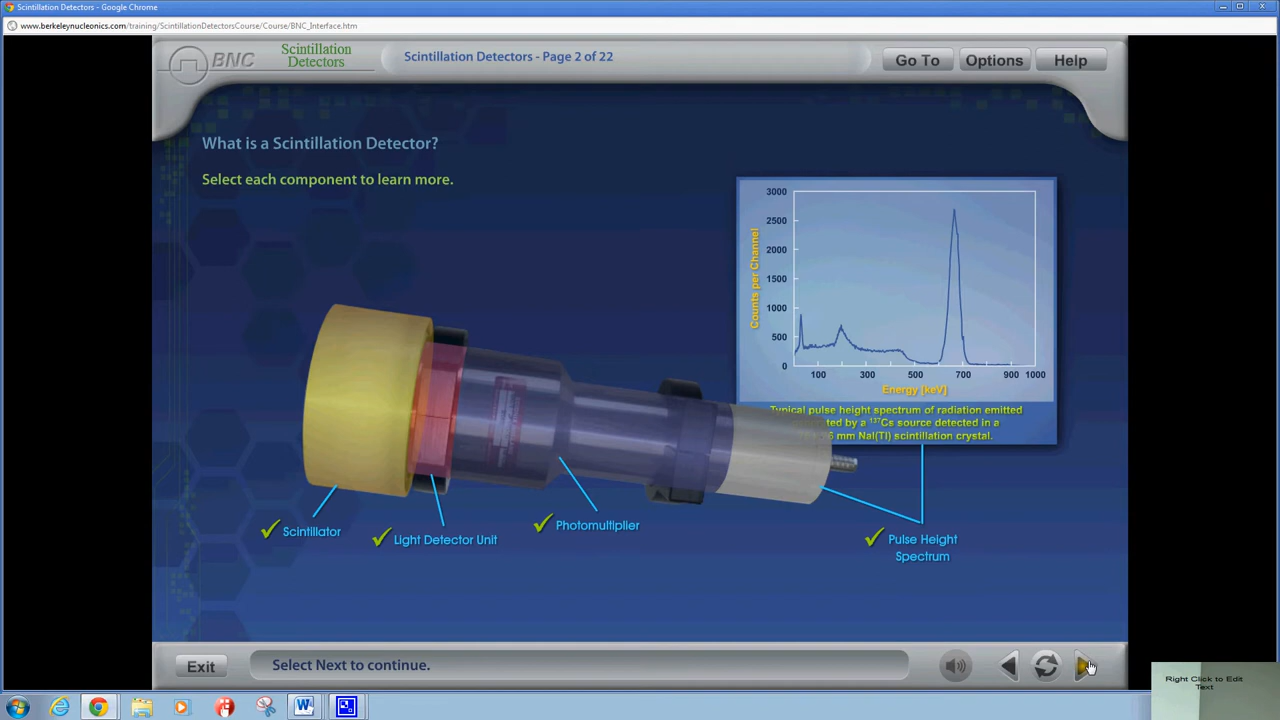 Scintillation Detectors - Google Chrome
www.berkeleynucleonics.com/training/ScintillationDetectorsCourse/Course/BNC_Interface.htm
BNC
Scintillation
Detectors
Scintillation Detectors - Page 2 of 22
Go To
Options
Help
What is a Scintillation Detector?
Select each component to learn more.
3000
2500
2000
1500
1000
500
0
Counts per Channel
100 300 500 700 900 1000
Energy [keV]
Typical pulse height spectrum of radiation emitted
ted by a ¹³⁷Cs source detected in a
6 mm NaI(Tl) scintillation crystal.
Scintillator
Light Detector Unit
Photomultiplier
Pulse Height
Spectrum
Exit
Select Next to continue.
Right Click to Edit
Text